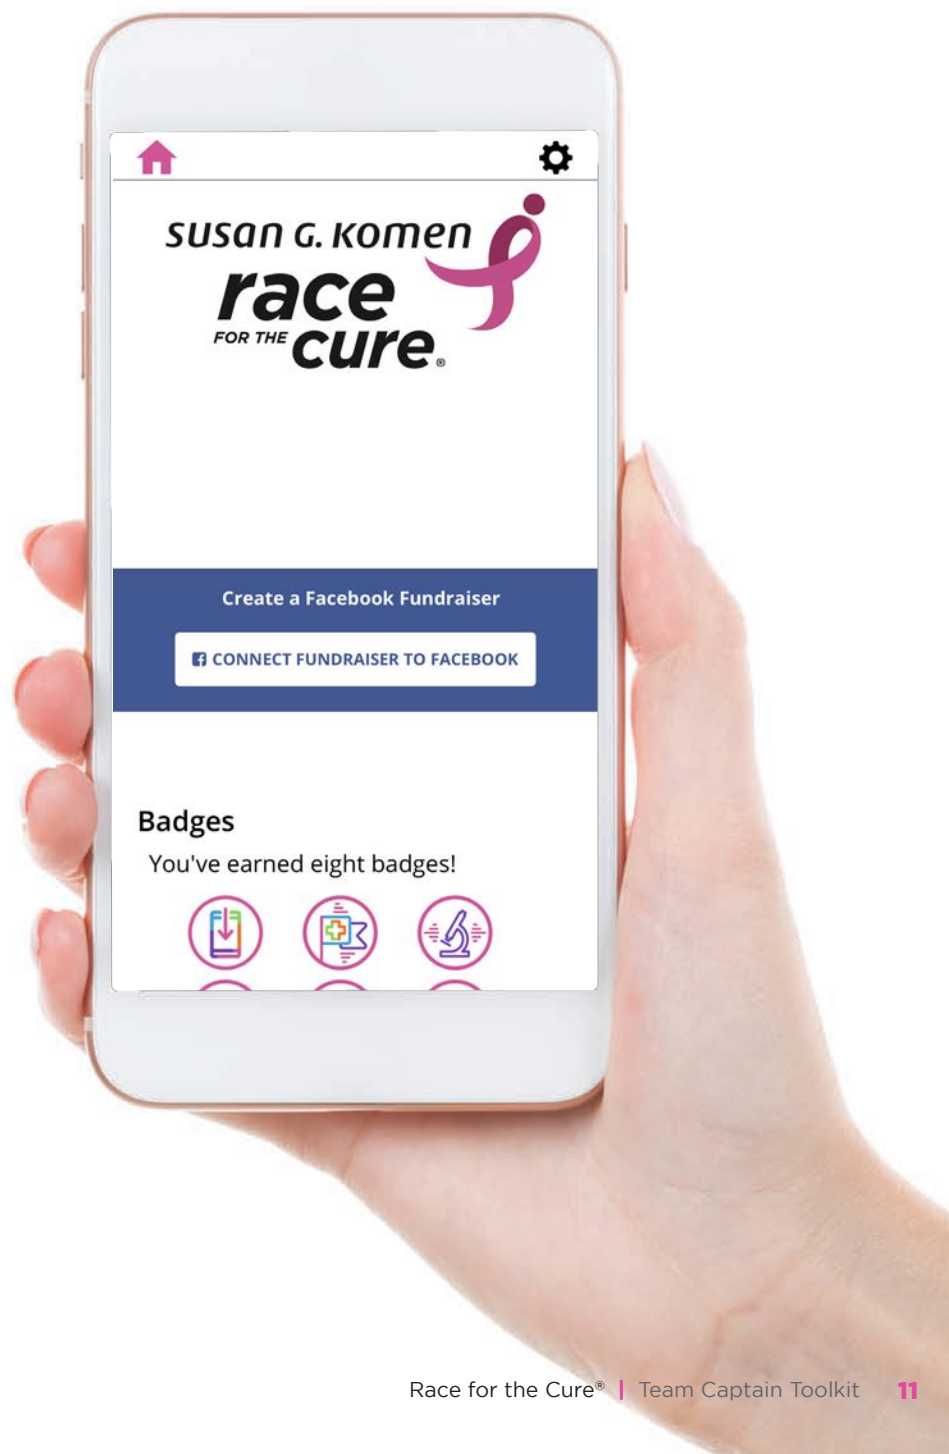 susan g. komen
race
FOR THE cure®
Create a Facebook Fundraiser
CONNECT FUNDRAISER TO FACEBOOK
Badges
You've earned eight badges!
Race for the Cure® | Team Captain Toolkit 11